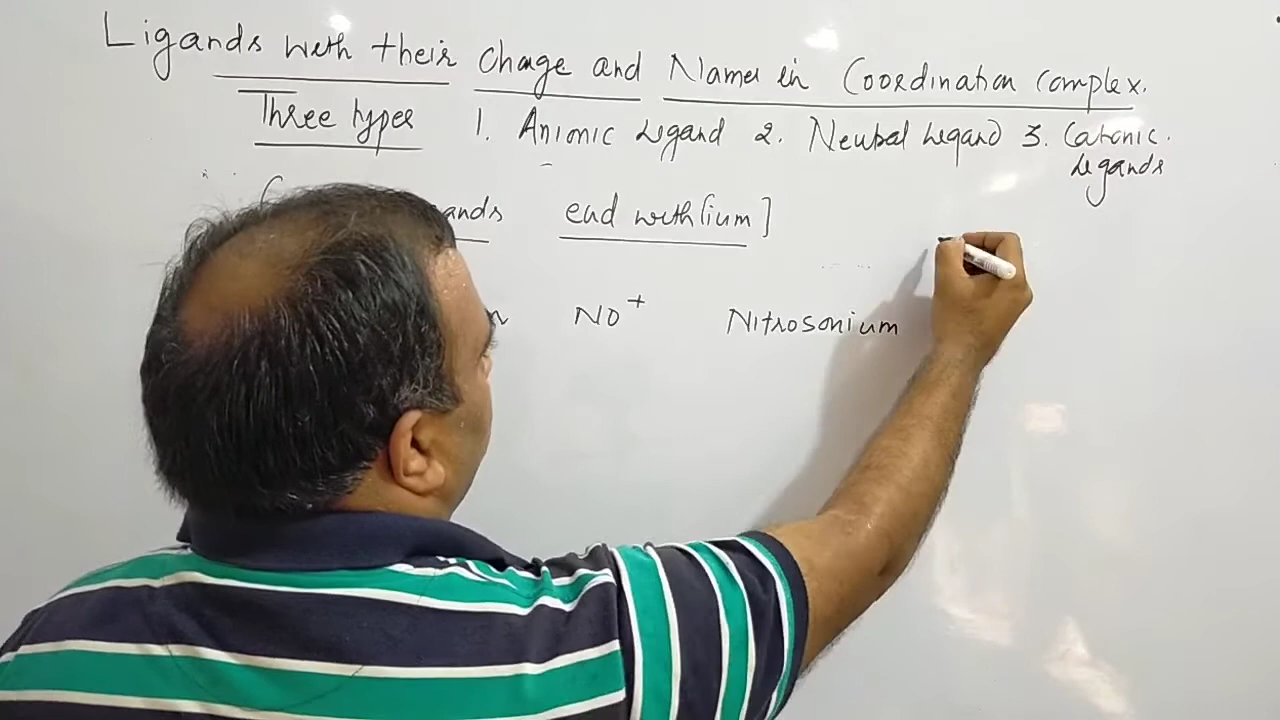 Ligands with their Charge and Names in Coordination complex.
Three types 1. Anionic Ligand 2. Neutral Ligand 3. Cationic
Ligands
ands end with [ium]
NO+ Nitrosonium